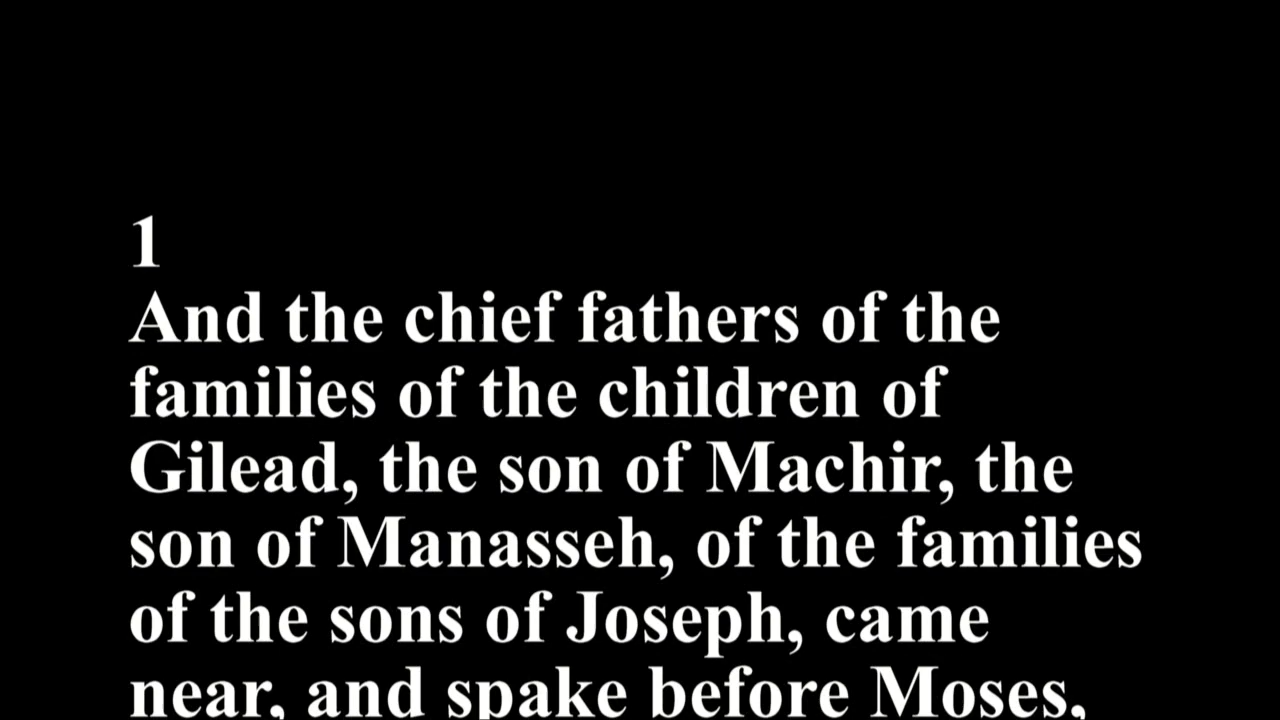 1
And the chief fathers of the
families of the children of
Gilead, the son of Machir, the
son of Manasseh, of the families
of the sons of Joseph, came
near, and spake before Moses,